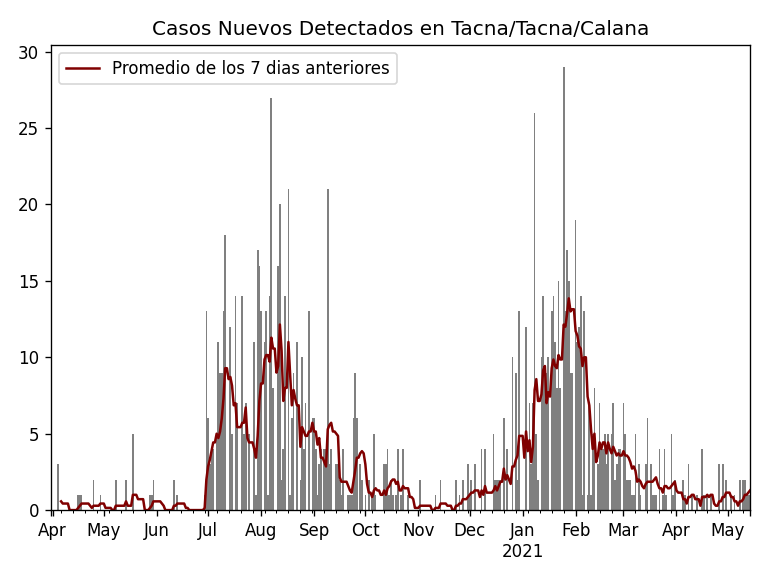 Casos Nuevos Detectados en Tacna/Tacna/Calana
Promedio de los 7 dias anteriores
30
25
20
15
10
5
0
Apr May Jun Jul Aug Sep Oct Nov Dec Jan Feb Mar Apr May
2021